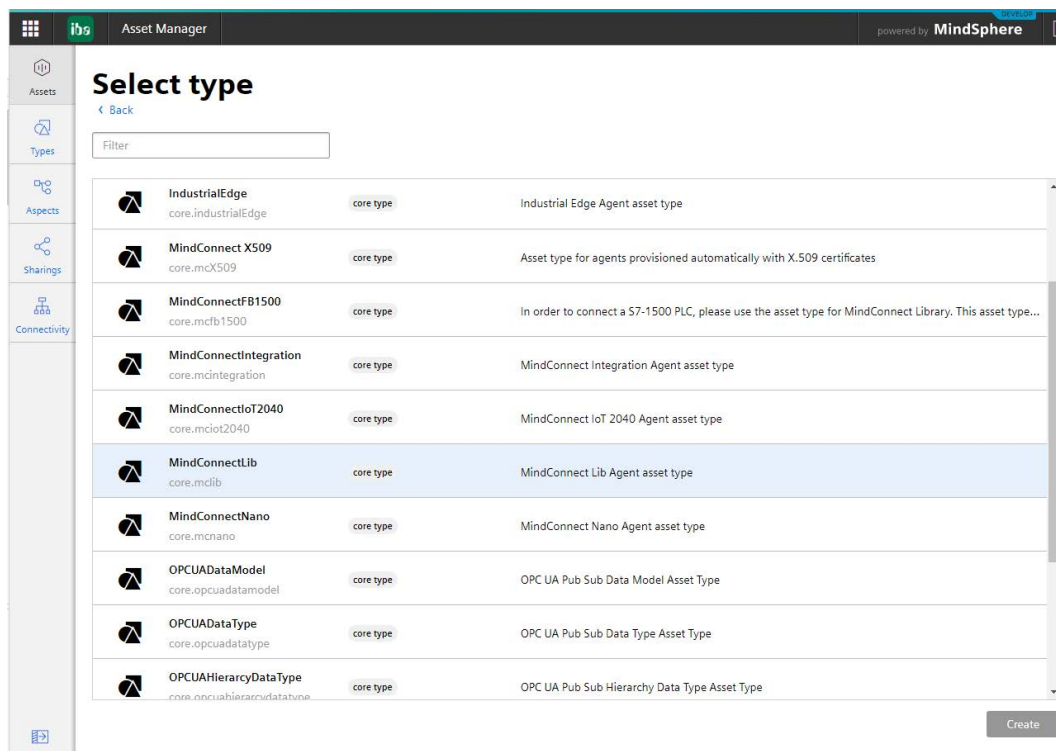 DEVELOP
iba Asset Manager powered by MindSphere
Assets
Types
Aspects
Sharings
Connectivity
Select type
Back
Filter
IndustrialEdge
core.industrialEdge
core type
Industrial Edge Agent asset type
MindConnect X509
core.mcX509
core type
Asset type for agents provisioned automatically with X.509 certificates
MindConnectFB1500
core.mcfb1500
core type
In order to connect a S7-1500 PLC, please use the asset type for MindConnect Library. This asset type...
MindConnectIntegration
core.mcintegration
core type
MindConnect Integration Agent asset type
MindConnectIoT2040
core.mciot2040
core type
MindConnect IoT 2040 Agent asset type
MindConnectLib
core.mclib
core type
MindConnect Lib Agent asset type
MindConnectNano
core.mcnano
core type
MindConnect Nano Agent asset type
OPCUADataModel
core.opcuadatamodel
core type
OPC UA Pub Sub Data Model Asset Type
OPCUADataType
core.opcuadatatype
core type
OPC UA Pub Sub Data Type Asset Type
OPCUAHierarcyDataType
core.opcuahierarcydatatype
core type
OPC UA Pub Sub Hierarchy Data Type Asset Type
Create